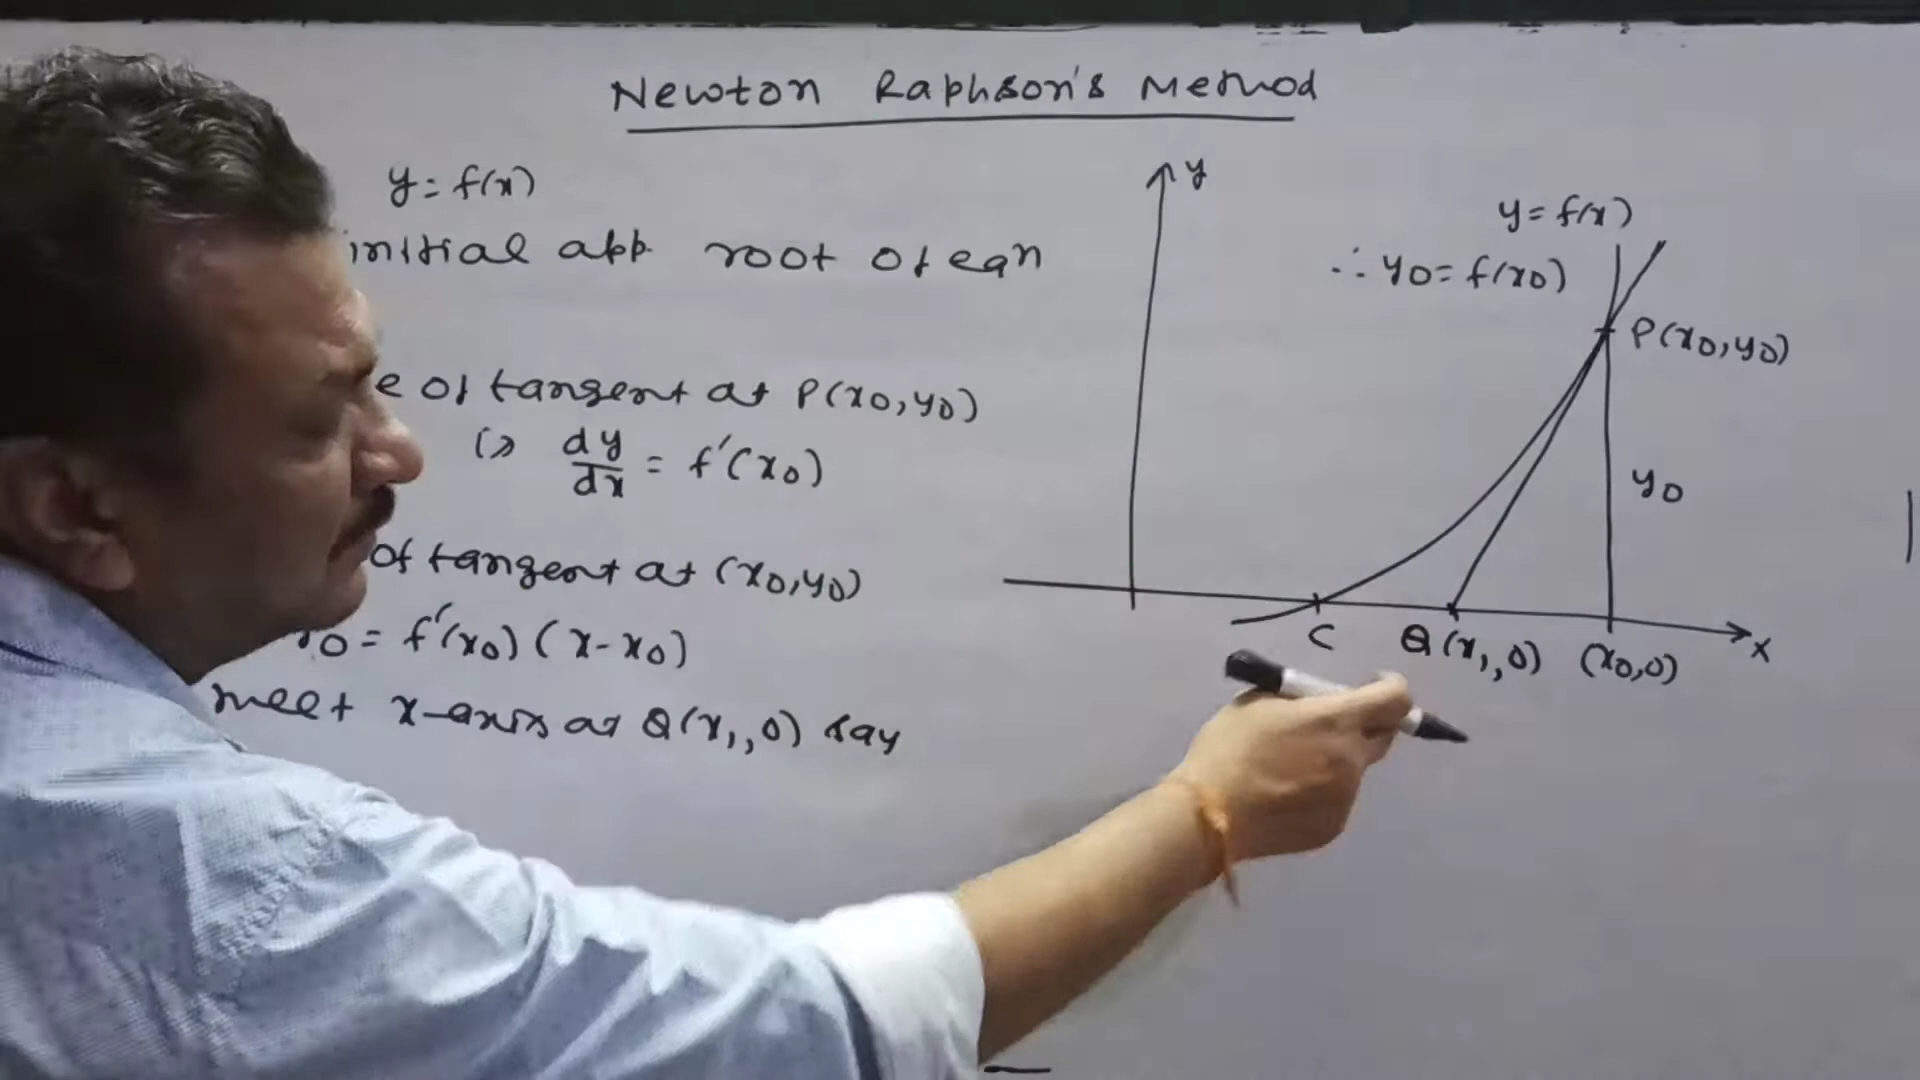 Newton Raphson's Method
y = f(x)
initial app. root of eqn
e of tangent at P(x0, y0)
is dy/dx = f'(x0)
of tangent at (x0, y0)
0 = f'(x0) (x - x0)
meet x-axis at Q(x1, 0) say
y
y = f(x)
∴ y0 = f(x0)
P(x0, y0)
y0
C
Q(x1, 0)
(x0, 0)
x